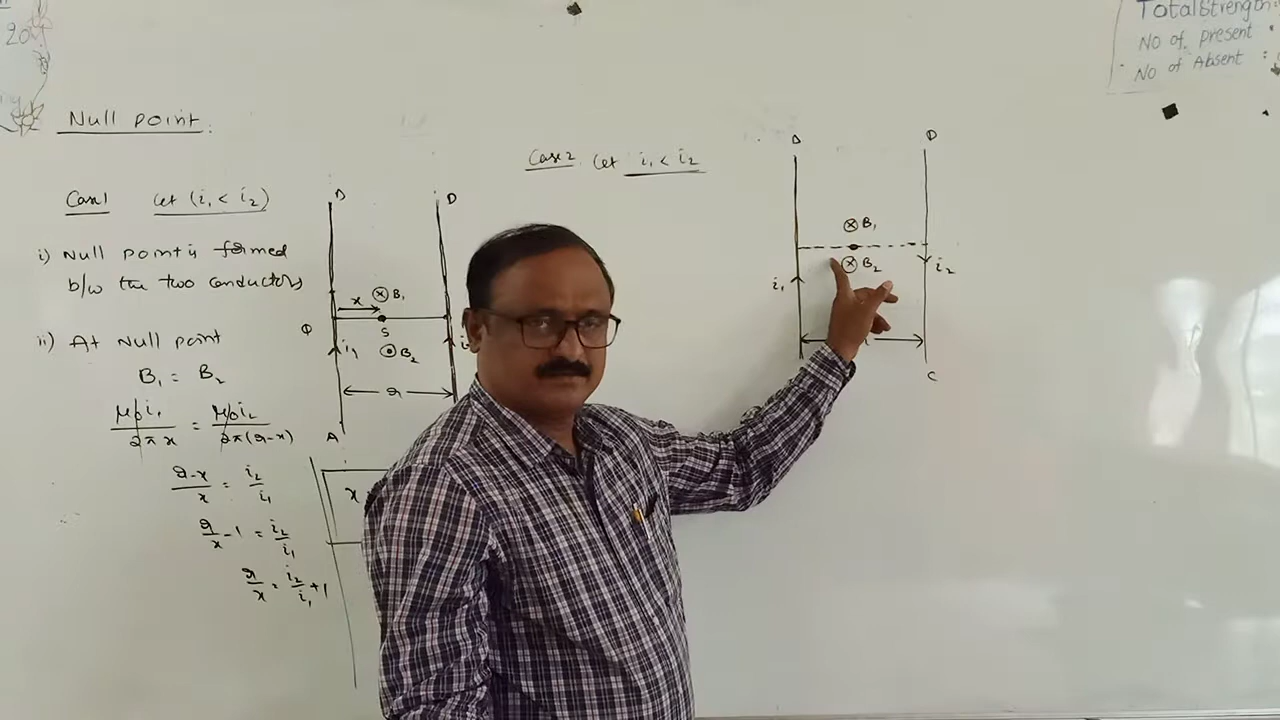 20
Total Strength:
No of present
No of Absent :
Null point.
Case1 Let (i₁ < i₂)
i) Null point is formed
b/w the two conductors
ii) At Null point
B₁ = B₂
μ₀i₁/2πx = μ₀i₂/2π(r-x)
r-x/x = i₂/i₁
r/x - 1 = i₂/i₁
r/x = i₂/i₁ + 1
B D
x ⊗ B₁
S
i₁ ⊙ B₂
r
A
x
Case2 Let i₁ < i₂
B D
⊗ B₁
⊗ B₂
i₁ i₂
C